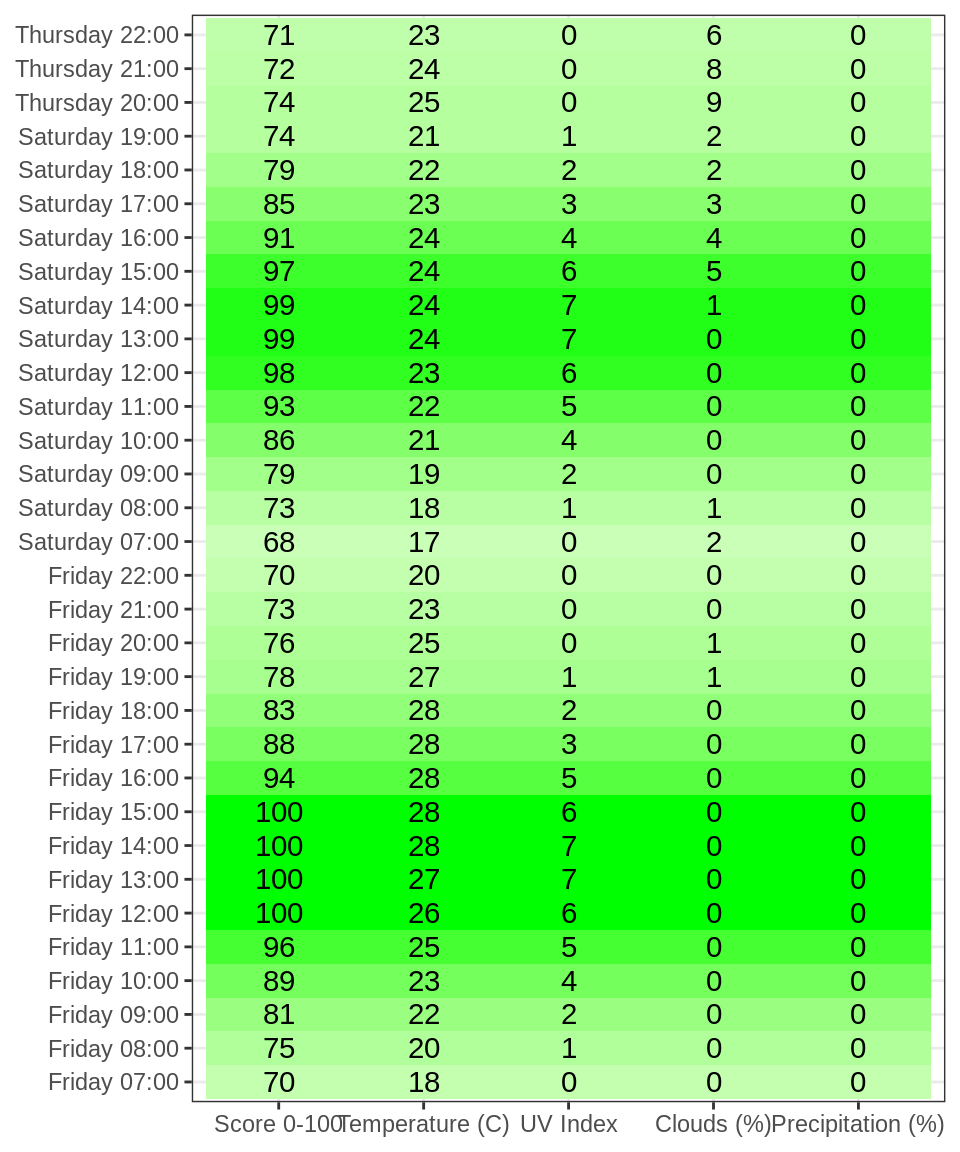 Thursday 22:00 71 23 0 6 0
Thursday 21:00 72 24 0 8 0
Thursday 20:00 74 25 0 9 0
Saturday 19:00 74 21 1 2 0
Saturday 18:00 79 22 2 2 0
Saturday 17:00 85 23 3 3 0
Saturday 16:00 91 24 4 4 0
Saturday 15:00 97 24 6 5 0
Saturday 14:00 99 24 7 1 0
Saturday 13:00 99 24 7 0 0
Saturday 12:00 98 23 6 0 0
Saturday 11:00 93 22 5 0 0
Saturday 10:00 86 21 4 0 0
Saturday 09:00 79 19 2 0 0
Saturday 08:00 73 18 1 1 0
Saturday 07:00 68 17 0 2 0
Friday 22:00 70 20 0 0 0
Friday 21:00 73 23 0 0 0
Friday 20:00 76 25 0 1 0
Friday 19:00 78 27 1 1 0
Friday 18:00 83 28 2 0 0
Friday 17:00 88 28 3 0 0
Friday 16:00 94 28 5 0 0
Friday 15:00 100 28 6 0 0
Friday 14:00 100 28 7 0 0
Friday 13:00 100 27 7 0 0
Friday 12:00 100 26 6 0 0
Friday 11:00 96 25 5 0 0
Friday 10:00 89 23 4 0 0
Friday 09:00 81 22 2 0 0
Friday 08:00 75 20 1 0 0
Friday 07:00 70 18 0 0 0
Score 0-100 Temperature (C) UV Index Clouds (%) Precipitation (%)